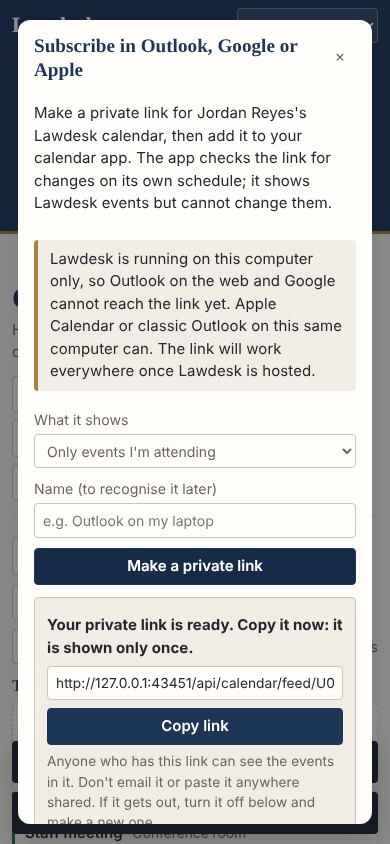 Subscribe in Outlook, Google or
Apple
×
Make a private link for Jordan Reyes's
Lawdesk calendar, then add it to your
calendar app. The app checks the link for
changes on its own schedule; it shows
Lawdesk events but cannot change them.
Lawdesk is running on this computer
only, so Outlook on the web and Google
cannot reach the link yet. Apple
Calendar or classic Outlook on this same
computer can. The link will work
everywhere once Lawdesk is hosted.
What it shows
Only events I'm attending
Name (to recognise it later)
e.g. Outlook on my laptop
Make a private link
Your private link is ready. Copy it now: it
is shown only once.
http://127.0.0.1:43451/api/calendar/feed/U0
Copy link
Anyone who has this link can see the events
in it. Don't email it or paste it anywhere
shared. If it gets out, turn it off below and
make a new one.
Staff meeting Conference room